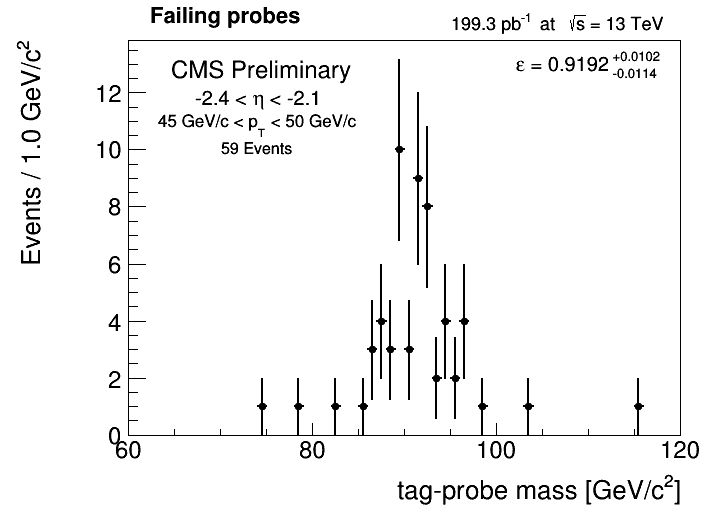 Failing probes
199.3 pb⁻¹ at √s = 13 TeV
CMS Preliminary
-2.4 < η < -2.1
45 GeV/c < p_T < 50 GeV/c
59 Events
ε = 0.9192 +0.0102 -0.0114
Events / 1.0 GeV/c²
12
10
8
6
4
2
0
60 80 100 120
tag-probe mass [GeV/c²]